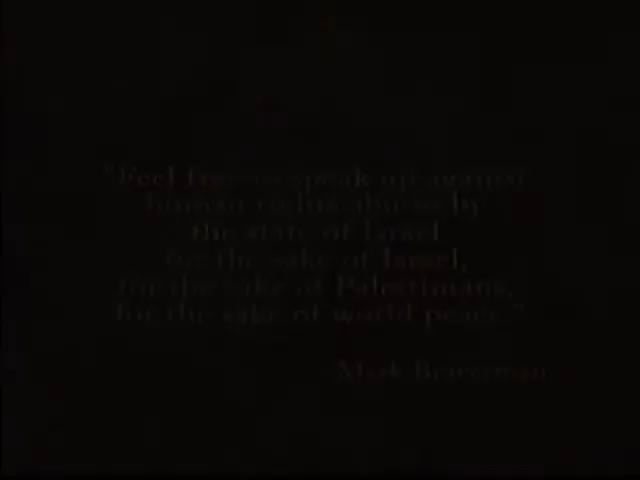 "Feel free to speak up against
human rights abuses by
the state of Israel
for the sake of Israel,
for the sake of Palestinians,
for the sake of world peace."
Mark Braverman